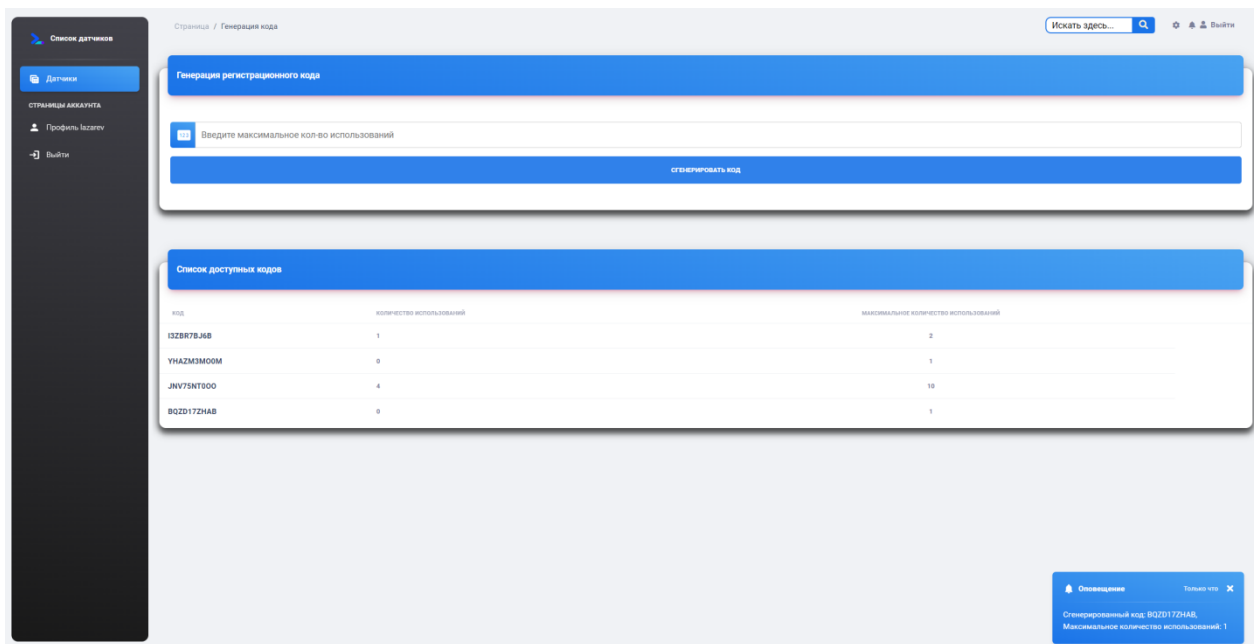 Список датчиков
Датчики
СТРАНИЦЫ АККАУНТА
Профиль lazarev
Выйти
Страница / Генерация кода
Искать здесь...
Выйти
Генерация регистрационного кода
123
Введите максимальное кол-во использований
СГЕНЕРИРОВАТЬ КОД
Список доступных кодов
КОД КОЛИЧЕСТВО ИСПОЛЬЗОВАНИЙ МАКСИМАЛЬНОЕ КОЛИЧЕСТВО ИСПОЛЬЗОВАНИЙ
I3ZBR7BJ6B 1 2
YHAZM3MO0M 0 1
JNV75NT0OO 4 10
BQZD17ZHAB 0 1
Оповещение Только что
Сгенерированный код: BQZD17ZHAB,
Максимальное количество использований: 1